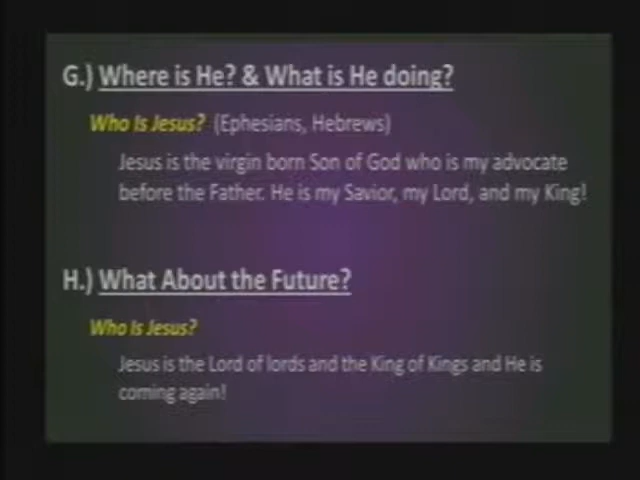 G.) Where is He? & What is He doing?
Who Is Jesus? (Ephesians, Hebrews)
Jesus is the virgin born Son of God who is my advocate
before the Father. He is my Savior, my Lord, and my King!
H.) What About the Future?
Who Is Jesus?
Jesus is the Lord of lords and the King of Kings and He is
coming again!